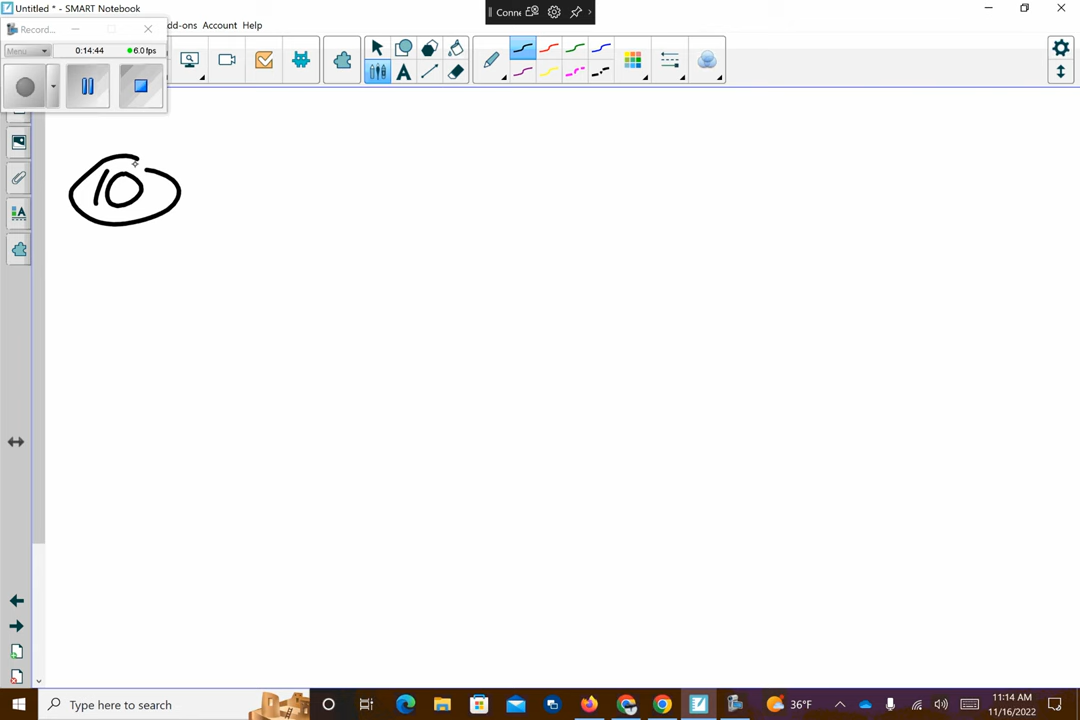 Untitled * - SMART Notebook
Conne
Record...
dd-ons Account Help
Menu 0:14:44 6.0 fps
A
A
10
Type here to search
36°F
11:14 AM
11/16/2022